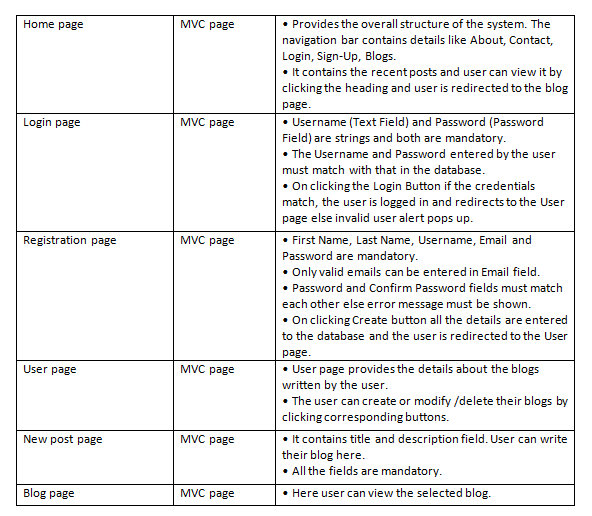 Home page MVC page • Provides the overall structure of the system. The
navigation bar contains details like About, Contact,
Login, Sign-Up, Blogs.
• It contains the recent posts and user can view it by
clicking the heading and user is redirected to the blog
page.
Login page MVC page • Username (Text Field) and Password (Password
Field) are strings and both are mandatory.
• The Username and Password entered by the user
must match with that in the database.
• On clicking the Login Button if the credentials
match, the user is logged in and redirects to the User
page else invalid user alert pops up.
Registration page MVC page • First Name, Last Name, Username, Email and
Password are mandatory.
• Only valid emails can be entered in Email field.
• Password and Confirm Password fields must match
each other else error message must be shown.
• On clicking Create button all the details are entered
to the database and the user is redirected to the User
page.
User page MVC page • User page provides the details about the blogs
written by the user.
• The user can create or modify /delete their blogs by
clicking corresponding buttons.
New post page MVC page • It contains title and description field. User can write
their blog here.
• All the fields are mandatory.
Blog page MVC page • Here user can view the selected blog.